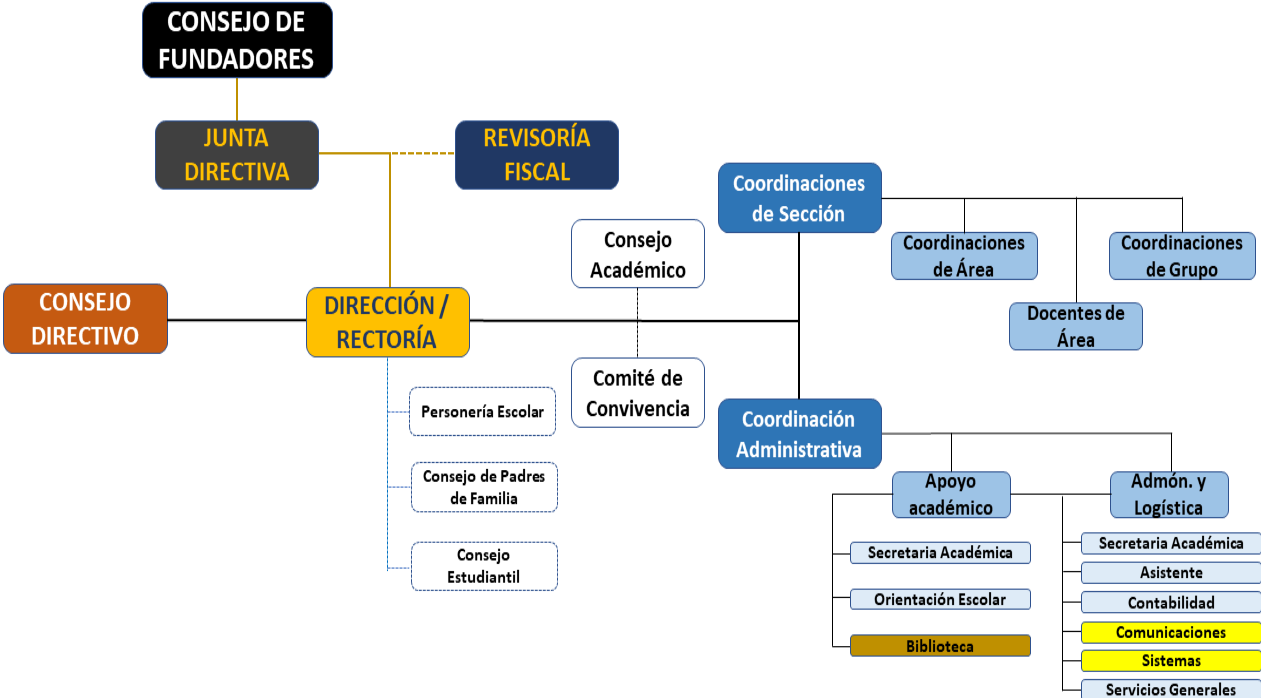 CONSEJO DE
FUNDADORES
JUNTA
DIRECTIVA
REVISORÍA
FISCAL
Coordinaciones
de Sección
Coordinaciones
de Área
Coordinaciones
de Grupo
Docentes de
Área
Consejo
Académico
CONSEJO
DIRECTIVO
DIRECCIÓN /
RECTORÍA
Comité de
Convivencia
Personería Escolar
Consejo de Padres
de Familia
Consejo
Estudiantil
Coordinación
Administrativa
Apoyo
académico
Secretaria Académica
Orientación Escolar
Biblioteca
Admón. y
Logística
Secretaria Académica
Asistente
Contabilidad
Comunicaciones
Sistemas
Servicios Generales